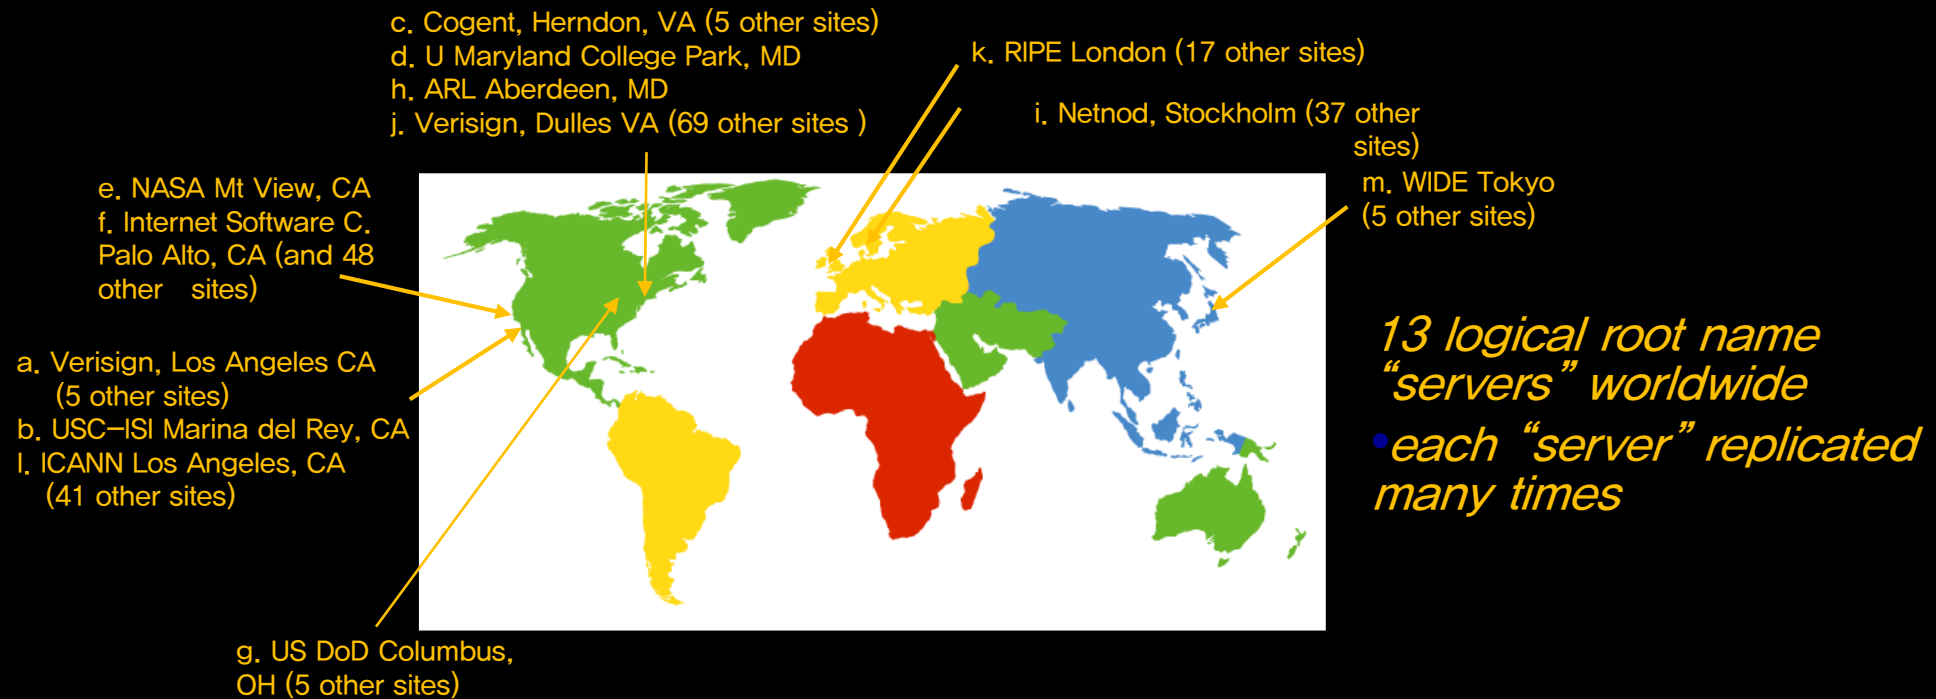 c. Cogent, Herndon, VA (5 other sites)
d. U Maryland College Park, MD
h. ARL Aberdeen, MD
j. Verisign, Dulles VA (69 other sites )
k. RIPE London (17 other sites)
i. Netnod, Stockholm (37 other
sites)
m. WIDE Tokyo
(5 other sites)
e. NASA Mt View, CA
f. Internet Software C.
Palo Alto, CA (and 48
other sites)
a. Verisign, Los Angeles CA
(5 other sites)
b. USC-ISI Marina del Rey, CA
l. ICANN Los Angeles, CA
(41 other sites)
g. US DoD Columbus,
OH (5 other sites)
13 logical root name
“servers” worldwide
•each “server” replicated
many times